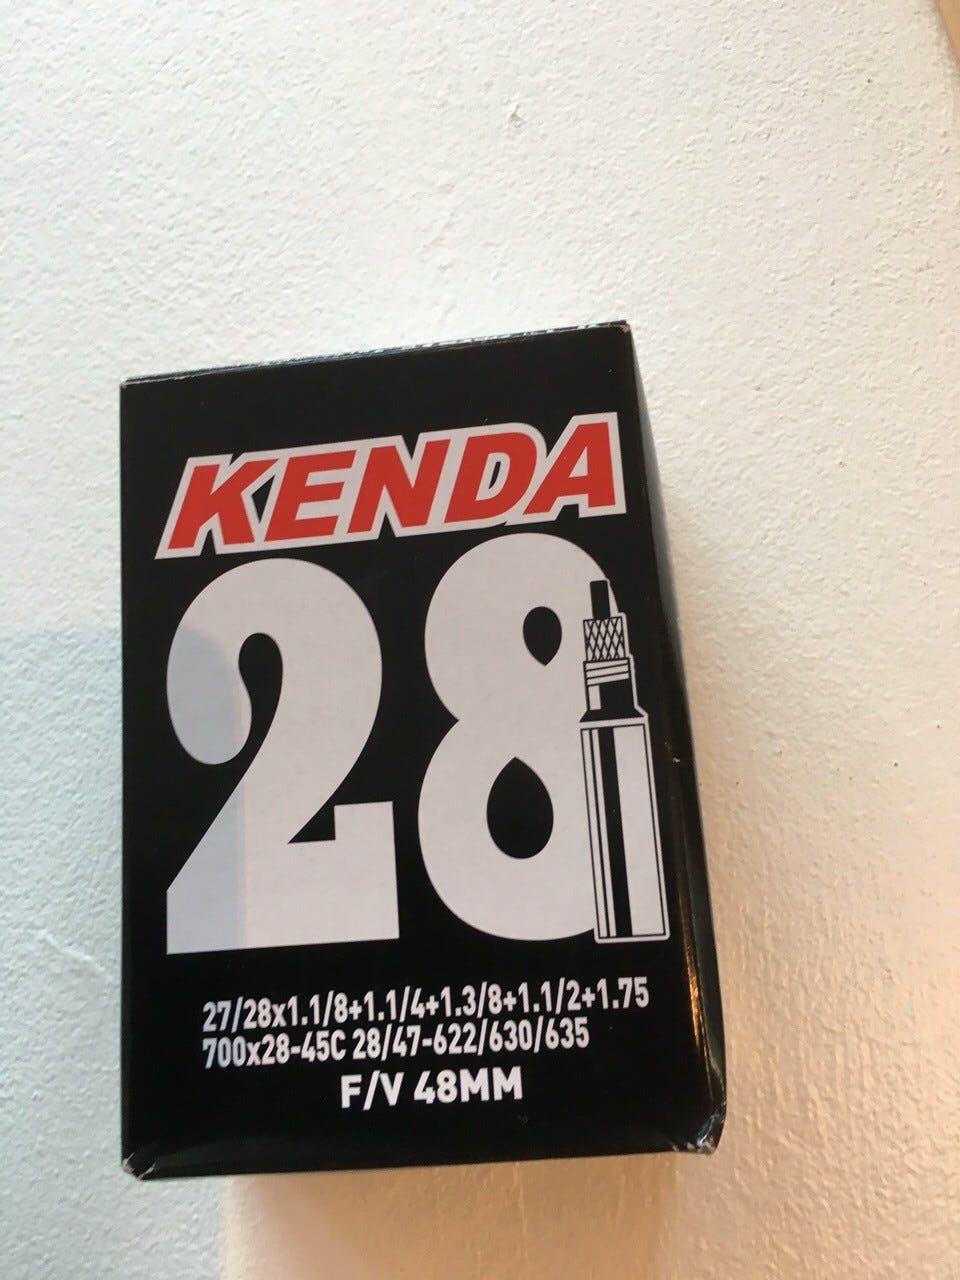 KENDA
28
27/28x1.1/8+1.1/4+1.3/8+1.1/2+1.75
700x28-45C 28/47-622/630/635
F/V 48MM